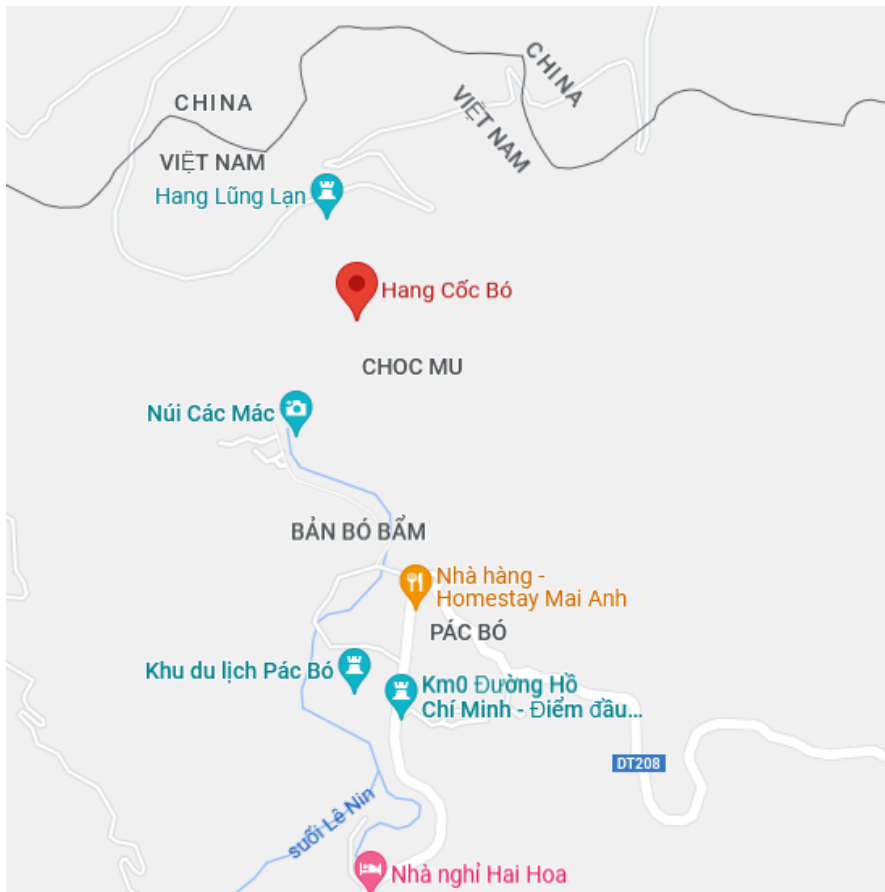 CHINA
CHINA
VIỆT NAM
VIỆT NAM
Hang Lũng Lạn
Hang Cốc Bó
CHOC MU
Núi Các Mác
BẢN BÓ BẨM
Nhà hàng -
Homestay Mai Anh
PÁC BÓ
Khu du lịch Pác Bó
Km0 Đường Hồ
Chí Minh - Điểm đầu...
DT208
suối Lê Nin
Nhà nghỉ Hai Hoa